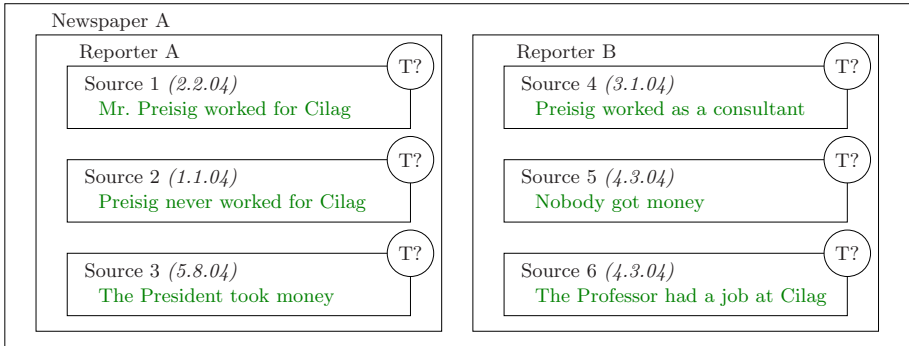 Newspaper A
Reporter A
T?
Source 1 (2.2.04)
Mr. Preisig worked for Cilag
T?
Source 2 (1.1.04)
Preisig never worked for Cilag
T?
Source 3 (5.8.04)
The President took money
Reporter B
T?
Source 4 (3.1.04)
Preisig worked as a consultant
T?
Source 5 (4.3.04)
Nobody got money
T?
Source 6 (4.3.04)
The Professor had a job at Cilag